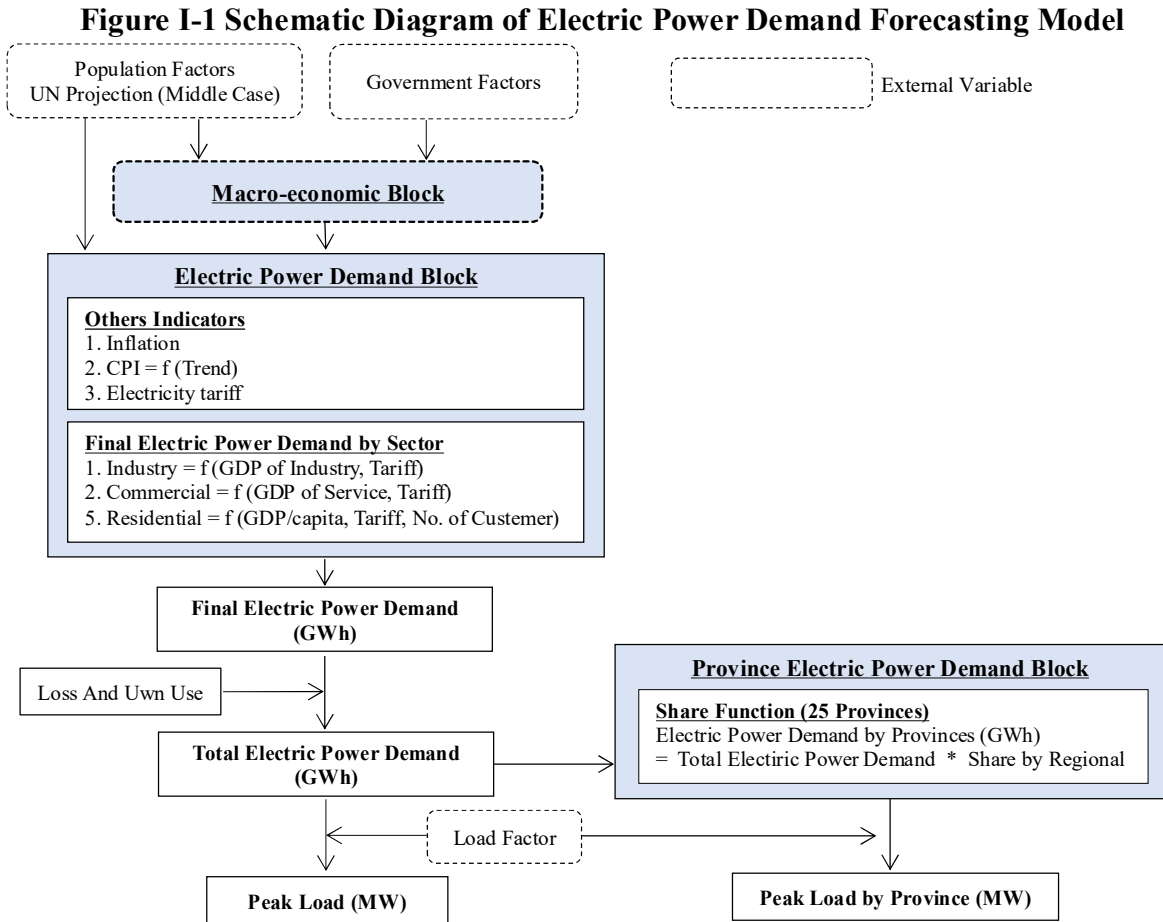 Figure I-1 Schematic Diagram of Electric Power Demand Forecasting Model
Population Factors
UN Projection (Middle Case)
Government Factors
External Variable
Macro-economic Block
Electric Power Demand Block
Others Indicators
1. Inflation
2. CPI = f (Trend)
3. Electricity tariff
Final Electric Power Demand by Sector
1. Industry = f (GDP of Industry, Tariff)
2. Commercial = f (GDP of Service, Tariff)
5. Residential = f (GDP/capita, Tariff, No. of Custemer)
Final Electric Power Demand
(GWh)
Loss And Uwn Use
Total Electric Power Demand
(GWh)
Province Electric Power Demand Block
Share Function (25 Provinces)
Electric Power Demand by Provinces (GWh)
= Total Electiric Power Demand * Share by Regional
Load Factor
Peak Load (MW)
Peak Load by Province (MW)